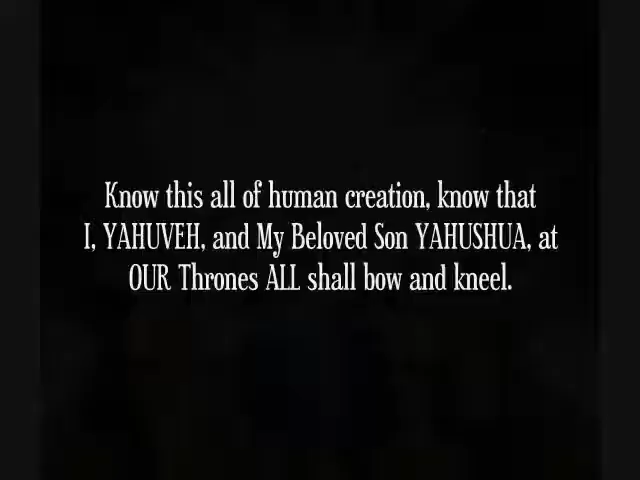 Know this all of human creation, know that
I, YAHUVEH, and My Beloved Son YAHUSHUA, at
OUR Thrones ALL shall bow and kneel.